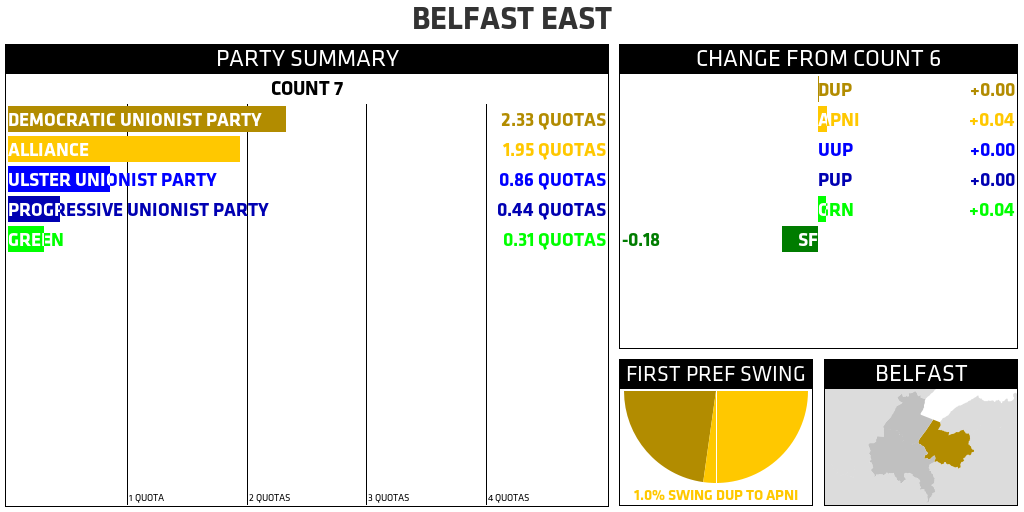 BELFAST EAST
PARTY SUMMARY
COUNT 7
DEMOCRATIC UNIONIST PARTY 2.33 QUOTAS
ALLIANCE 1.95 QUOTAS
ULSTER UNIONIST PARTY 0.86 QUOTAS
PROGRESSIVE UNIONIST PARTY 0.44 QUOTAS
GREEN 0.31 QUOTAS
1 QUOTA 2 QUOTAS 3 QUOTAS 4 QUOTAS
CHANGE FROM COUNT 6
DUP +0.00
APNI +0.04
UUP +0.00
PUP +0.00
GRN +0.04
-0.18 SF
FIRST PREF SWING
1.0% SWING DUP TO APNI
BELFAST